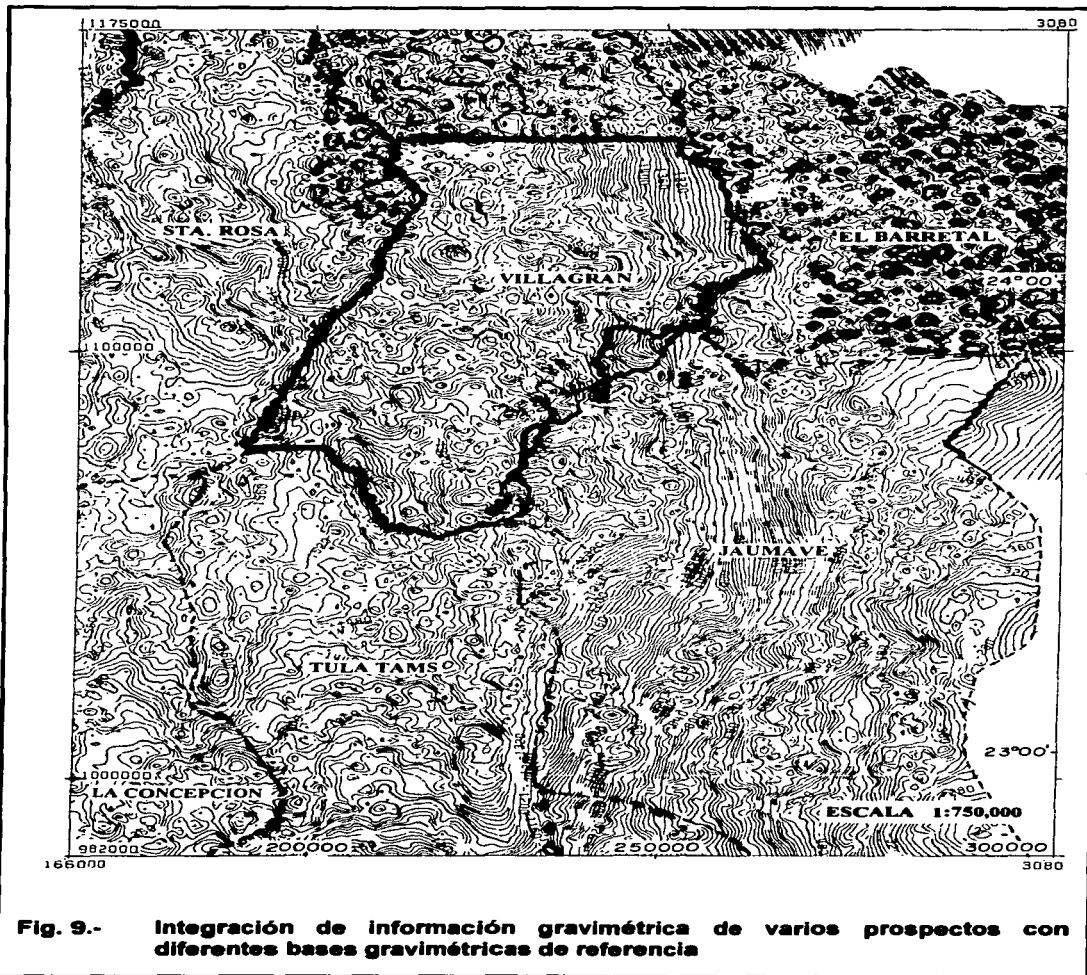 1175000 3080
STA. ROSA
EL BARRETAL
VILLAGRAN
24°00'
1100000
JAUMAVE
TULA TAMS
23°00'
1000000
LA CONCEPCION
ESCALA 1:750,000
982000 200000 250000 300000
166000 3080
Fig. 9.- Integración de información gravimétrica de varios prospectos con
diferentes bases gravimétricas de referencia